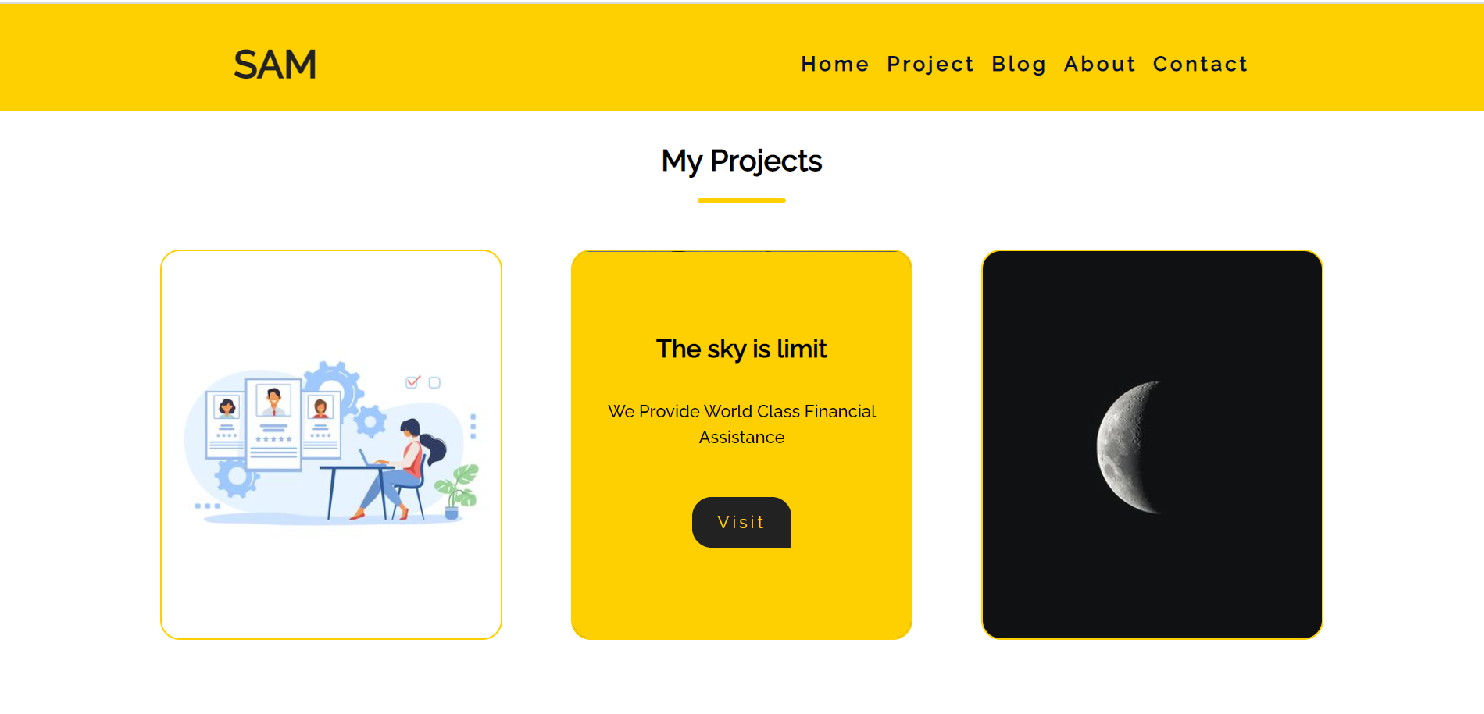 SAM
Home Project Blog About Contact
My Projects
The sky is limit
We Provide World Class Financial
Assistance
Visit